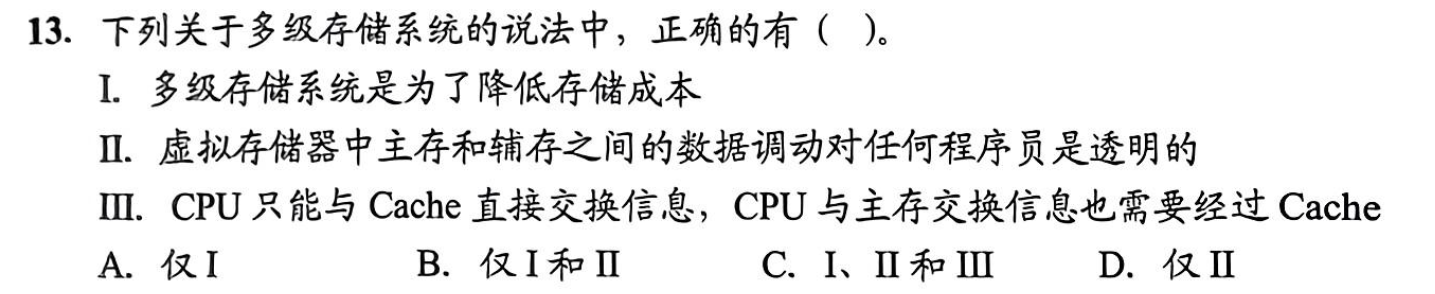 13. 下列关于多级存储系统的说法中，正确的有（ ）。
I. 多级存储系统是为了降低存储成本
II. 虚拟存储器中主存和辅存之间的数据调动对任何程序员是透明的
III. CPU 只能与 Cache 直接交换信息，CPU 与主存交换信息也需要经过 Cache
A. 仅 I B. 仅 I 和 II C. I、II 和 III D. 仅 II